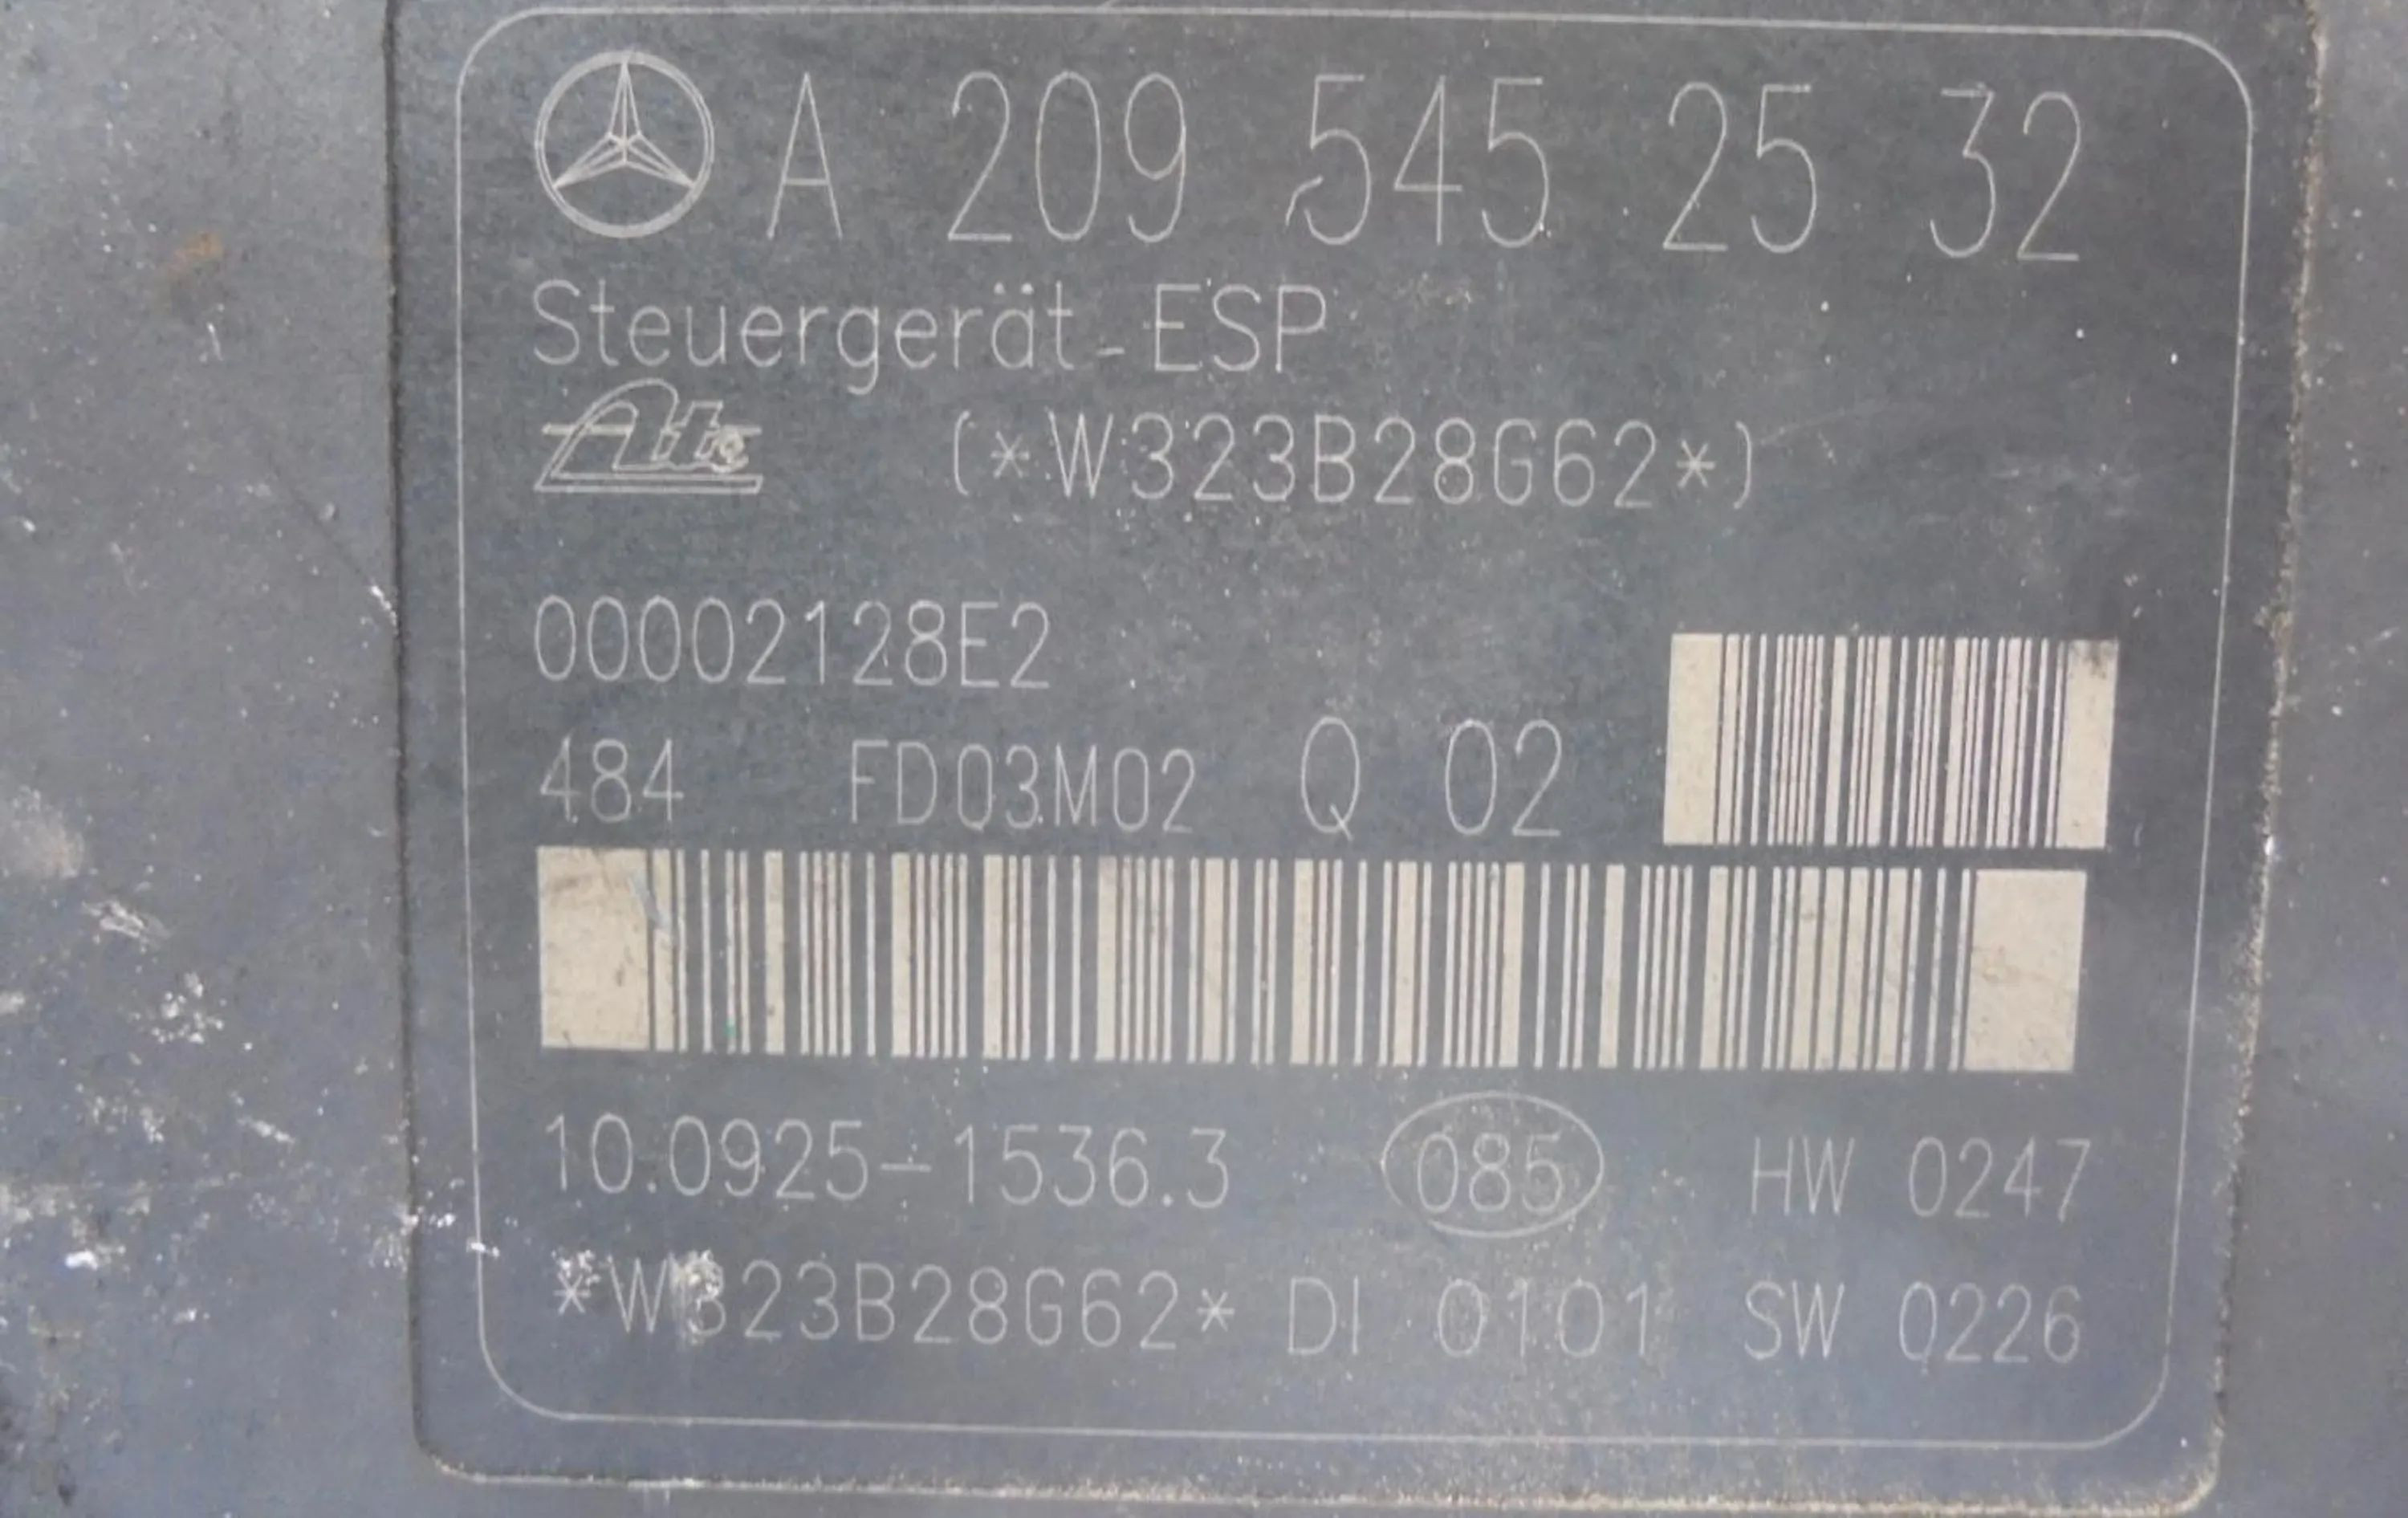 A 209 545 25 32
Steuergerät-ESP
Ate (*W323B28G62*)
00002128E2
484 FD03M02 Q 02
10.0925-1536.3 085 HW 0247
*W323B28G62* DI 0101 SW 0226